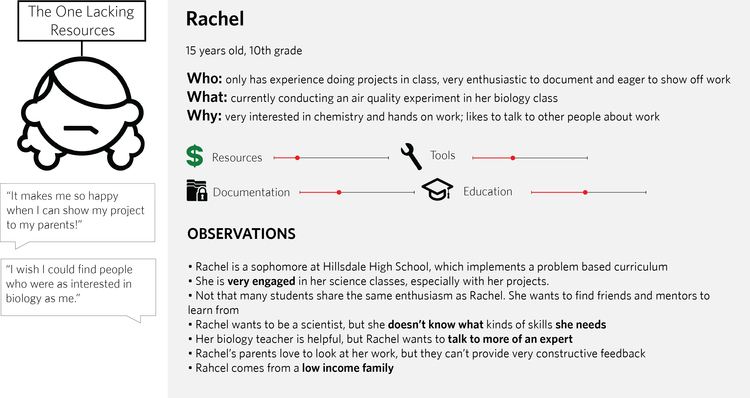 The One Lacking
Resources
Rachel
15 years old, 10th grade
Who: only has experience doing projects in class, very enthusiastic to document and eager to show off work
What: currently conducting an air quality experiment in her biology class
Why: very interested in chemistry and hands on work; likes to talk to other people about work
$ Resources
Tools
Documentation
Education
“It makes me so happy
when I can show my project
to my parents!”
“I wish I could find people
who were as interested in
biology as me.”
OBSERVATIONS
• Rachel is a sophomore at Hillsdale High School, which implements a problem based curriculum
• She is very engaged in her science classes, especially with her projects.
• Not that many students share the same enthusiasm as Rachel. She wants to find friends and mentors to
learn from
• Rachel wants to be a scientist, but she doesn’t know what kinds of skills she needs
• Her biology teacher is helpful, but Rachel wants to talk to more of an expert
• Rachel’s parents love to look at her work, but they can’t provide very constructive feedback
• Rahcel comes from a low income family